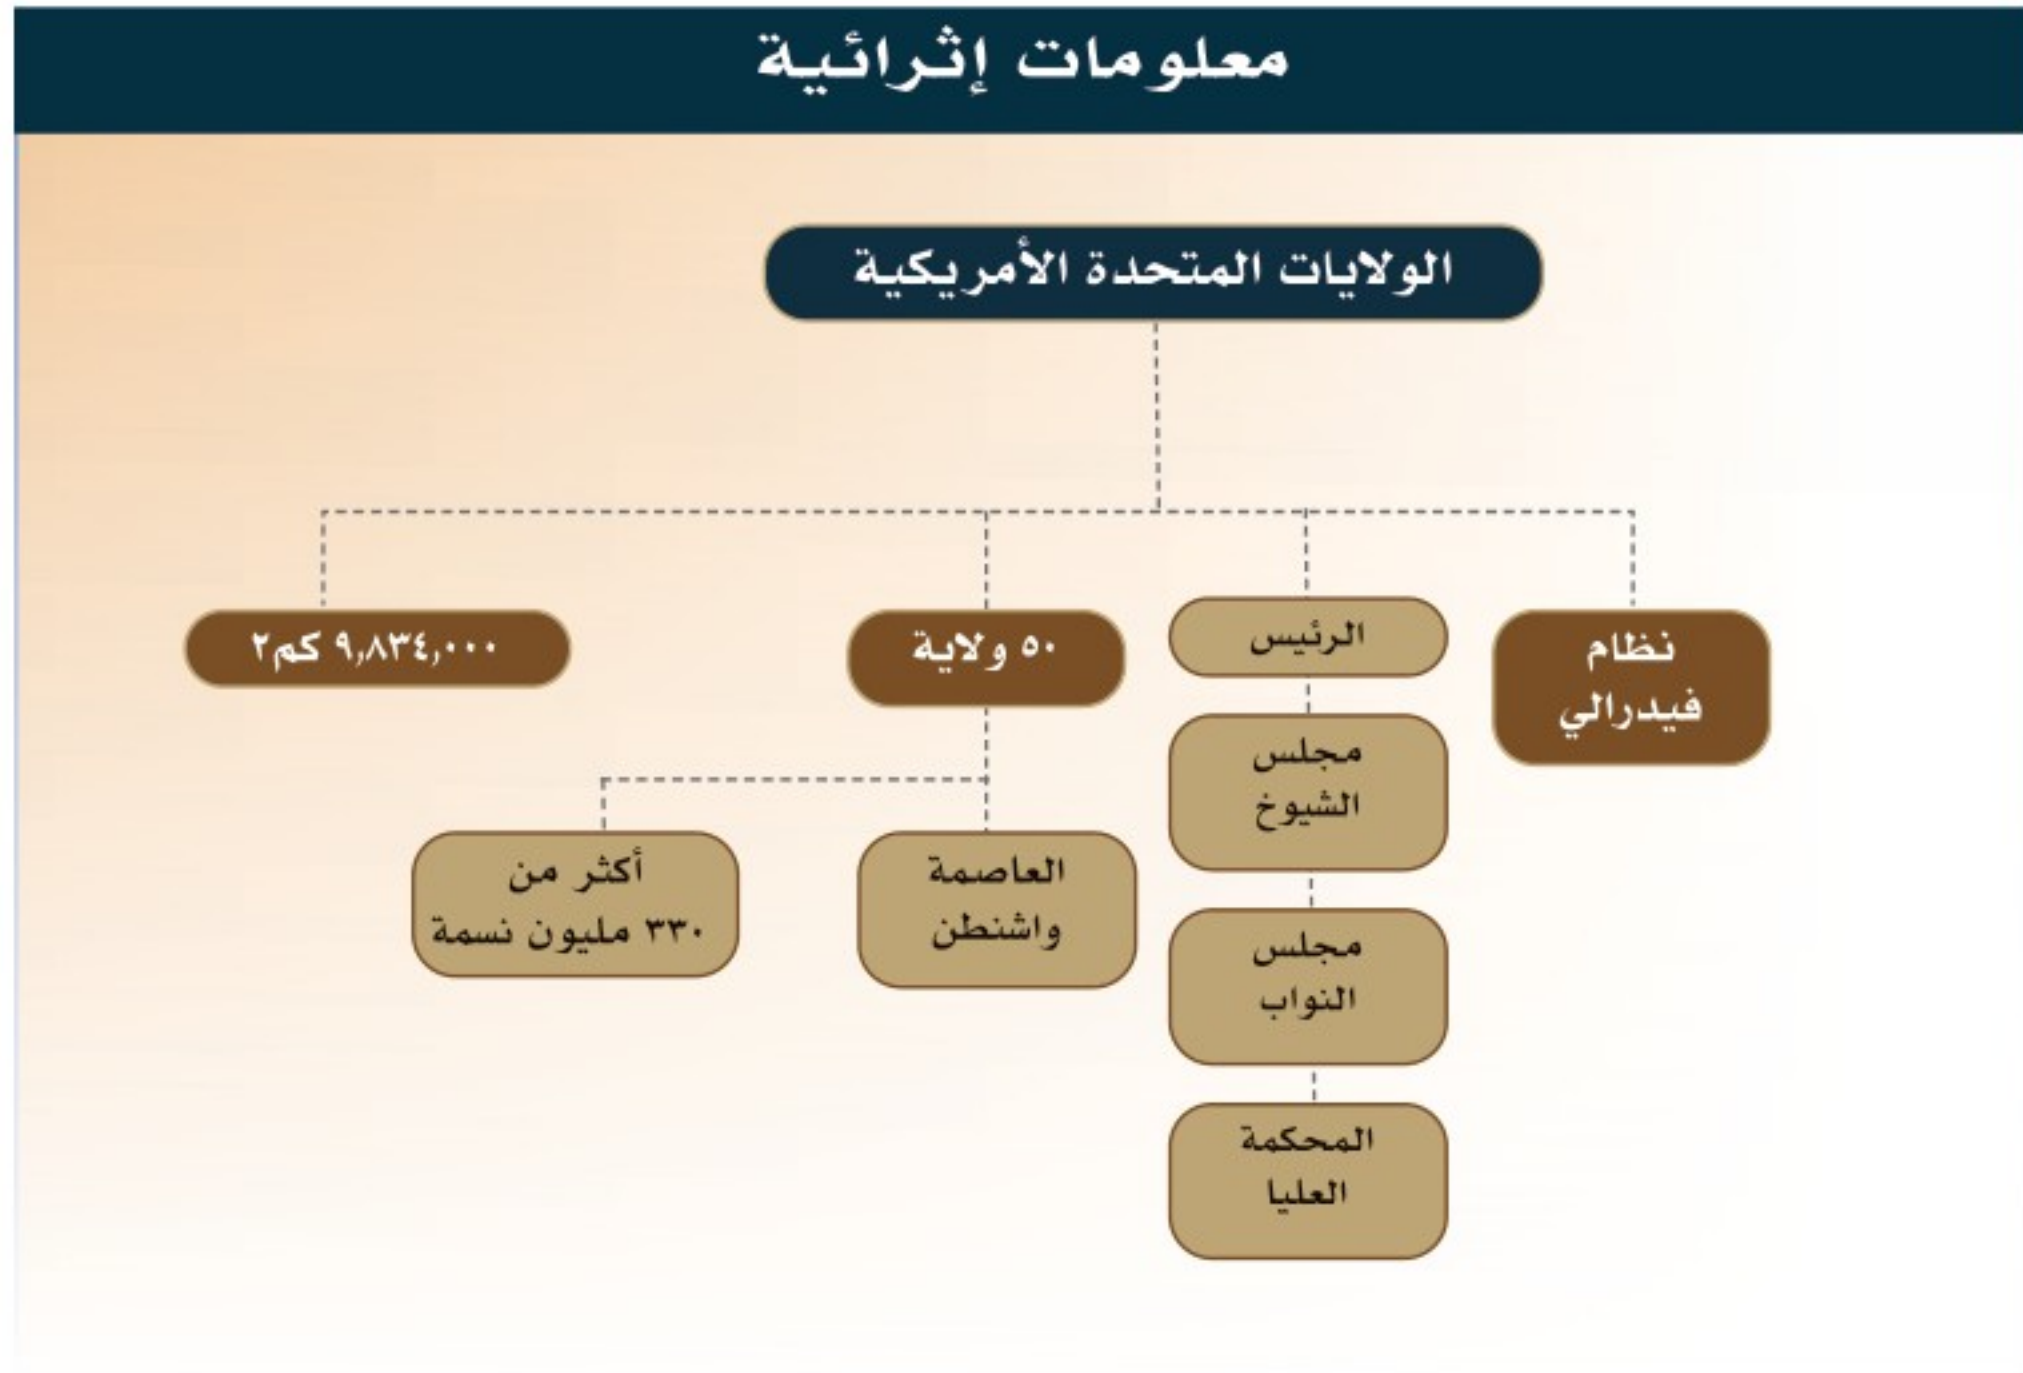 معلومات إثرائية
الولايات المتحدة الأمريكية
نظام
فيدرالي
الرئيس
مجلس
الشيوخ
مجلس
النواب
المحكمة
العليا
٥٠ ولاية
العاصمة
واشنطن
أكثر من
٣٣٠ مليون نسمة
٩,٨٣٤,٠٠٠ كم٢